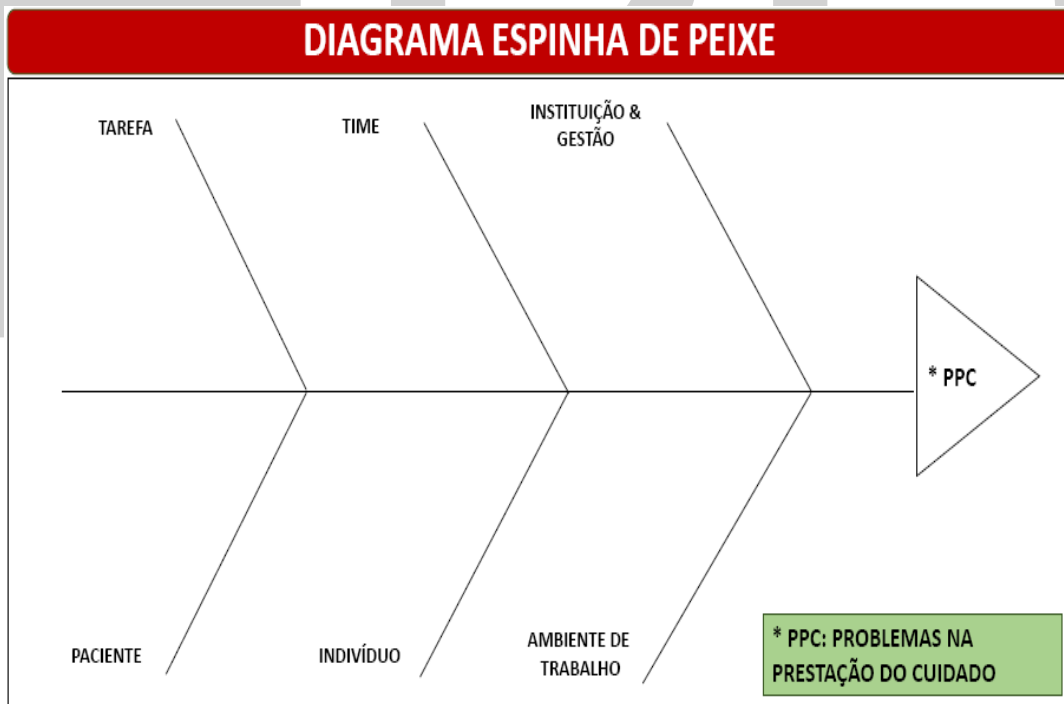 DIAGRAMA ESPINHA DE PEIXE
TAREFA
TIME
INSTITUIÇÃO &
GESTÃO
* PPC
PACIENTE
INDIVÍDUO
AMBIENTE DE
TRABALHO
* PPC: PROBLEMAS NA
PRESTAÇÃO DO CUIDADO